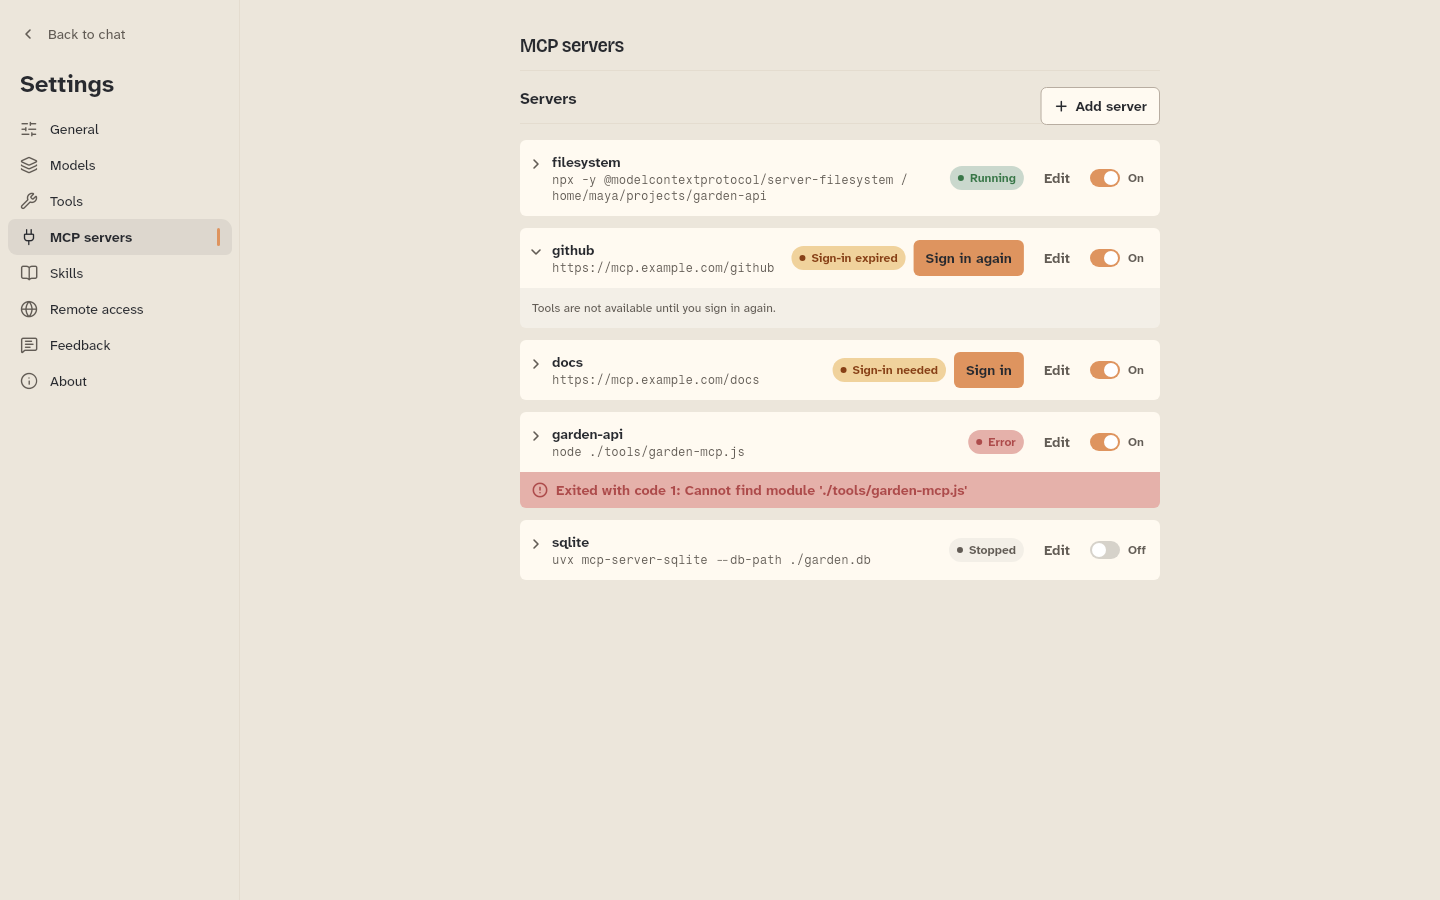 Back to chat
Settings
General
Models
Tools
MCP servers
Skills
Remote access
Feedback
About
MCP servers
Servers
Add server
filesystem
npx -y @modelcontextprotocol/server-filesystem /
home/maya/projects/garden-api
Running
Edit
On
github
https://mcp.example.com/github
Sign-in expired
Sign in again
Edit
On
Tools are not available until you sign in again.
docs
https://mcp.example.com/docs
Sign-in needed
Sign in
Edit
On
garden-api
node ./tools/garden-mcp.js
Error
Edit
On
Exited with code 1: Cannot find module './tools/garden-mcp.js'
sqlite
uvx mcp-server-sqlite --db-path ./garden.db
Stopped
Edit
Off